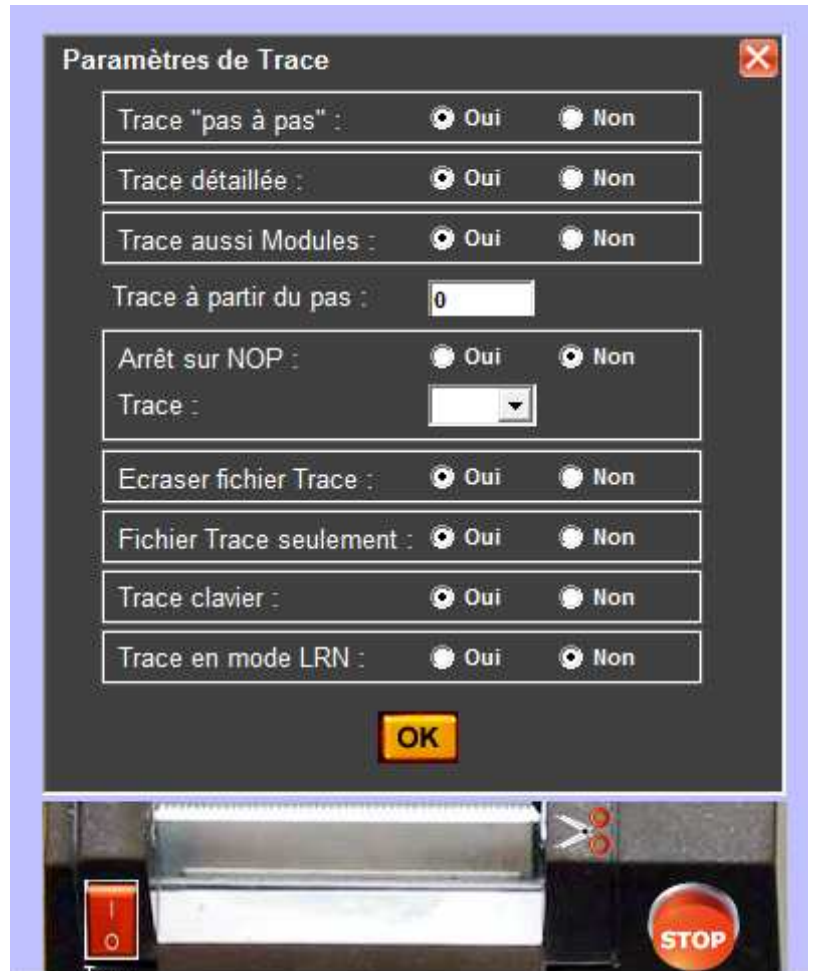 Paramètres de Trace
Trace "pas à pas" : Oui Non
Trace détaillée : Oui Non
Trace aussi Modules : Oui Non
Trace à partir du pas : 0
Arrêt sur NOP : Oui Non
Trace :
Ecraser fichier Trace : Oui Non
Fichier Trace seulement : Oui Non
Trace clavier : Oui Non
Trace en mode LRN : Oui Non
OK
I
O
STOP